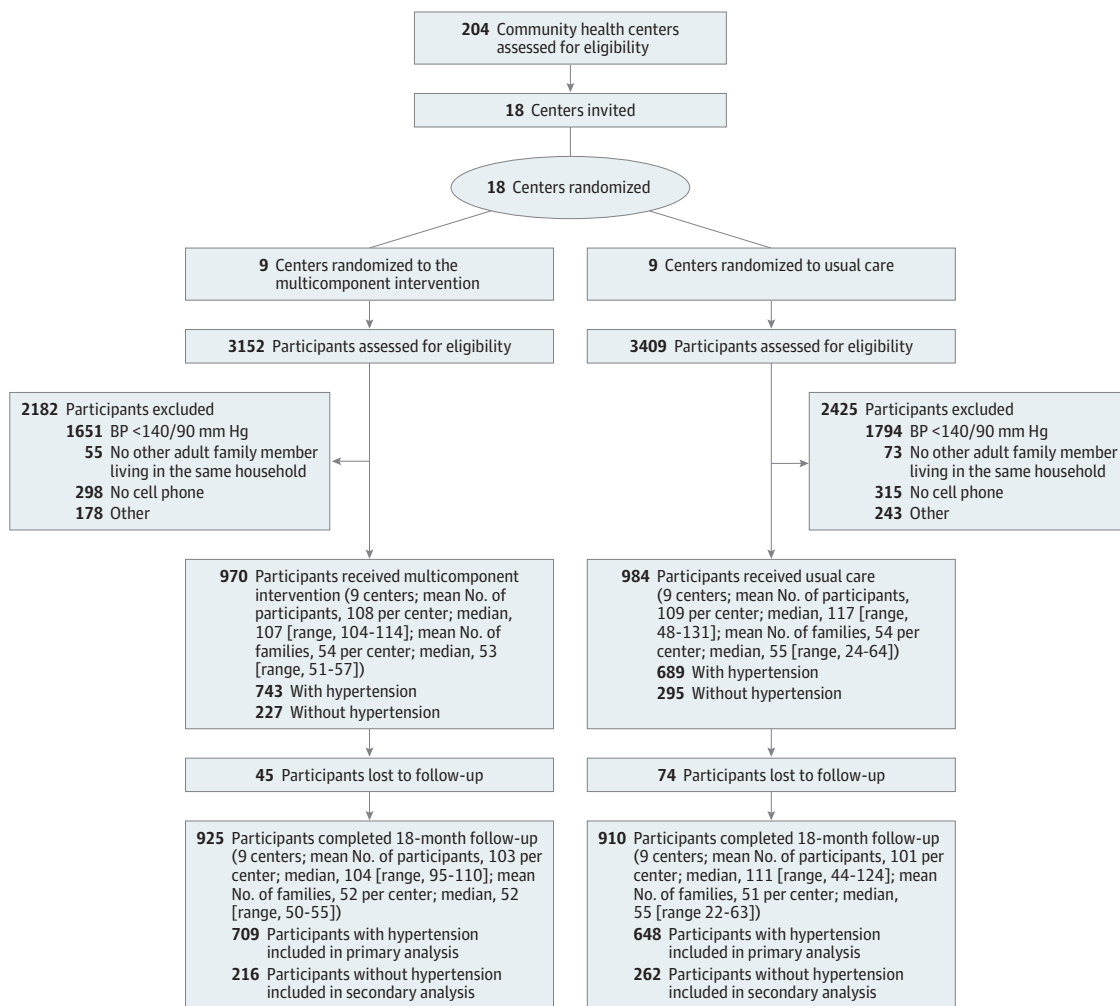 204 Community health centers
assessed for eligibility
18 Centers invited
18 Centers randomized
9 Centers randomized to the
multicomponent intervention
9 Centers randomized to usual care
3152 Participants assessed for eligibility
3409 Participants assessed for eligibility
2182 Participants excluded
1651 BP <140/90 mm Hg
55 No other adult family member
living in the same household
298 No cell phone
178 Other
2425 Participants excluded
1794 BP <140/90 mm Hg
73 No other adult family member
living in the same household
315 No cell phone
243 Other
970 Participants received multicomponent
intervention (9 centers; mean No. of
participants, 108 per center; median,
107 [range, 104-114]; mean No. of
families, 54 per center; median, 53
[range, 51-57])
743 With hypertension
227 Without hypertension
984 Participants received usual care
(9 centers; mean No. of participants,
109 per center; median, 117 [range,
48-131]; mean No. of families, 54 per
center; median, 55 [range, 24-64])
689 With hypertension
295 Without hypertension
45 Participants lost to follow-up
74 Participants lost to follow-up
925 Participants completed 18-month follow-up
(9 centers; mean No. of participants, 103 per
center; median, 104 [range, 95-110]; mean
No. of families, 52 per center; median, 52
[range, 50-55])
709 Participants with hypertension
included in primary analysis
216 Participants without hypertension
included in secondary analysis
910 Participants completed 18-month follow-up
(9 centers; mean No. of participants, 101 per
center; median, 111 [range, 44-124]; mean
No. of families, 51 per center; median,
55 [range 22-63])
648 Participants with hypertension
included in primary analysis
262 Participants without hypertension
included in secondary analysis